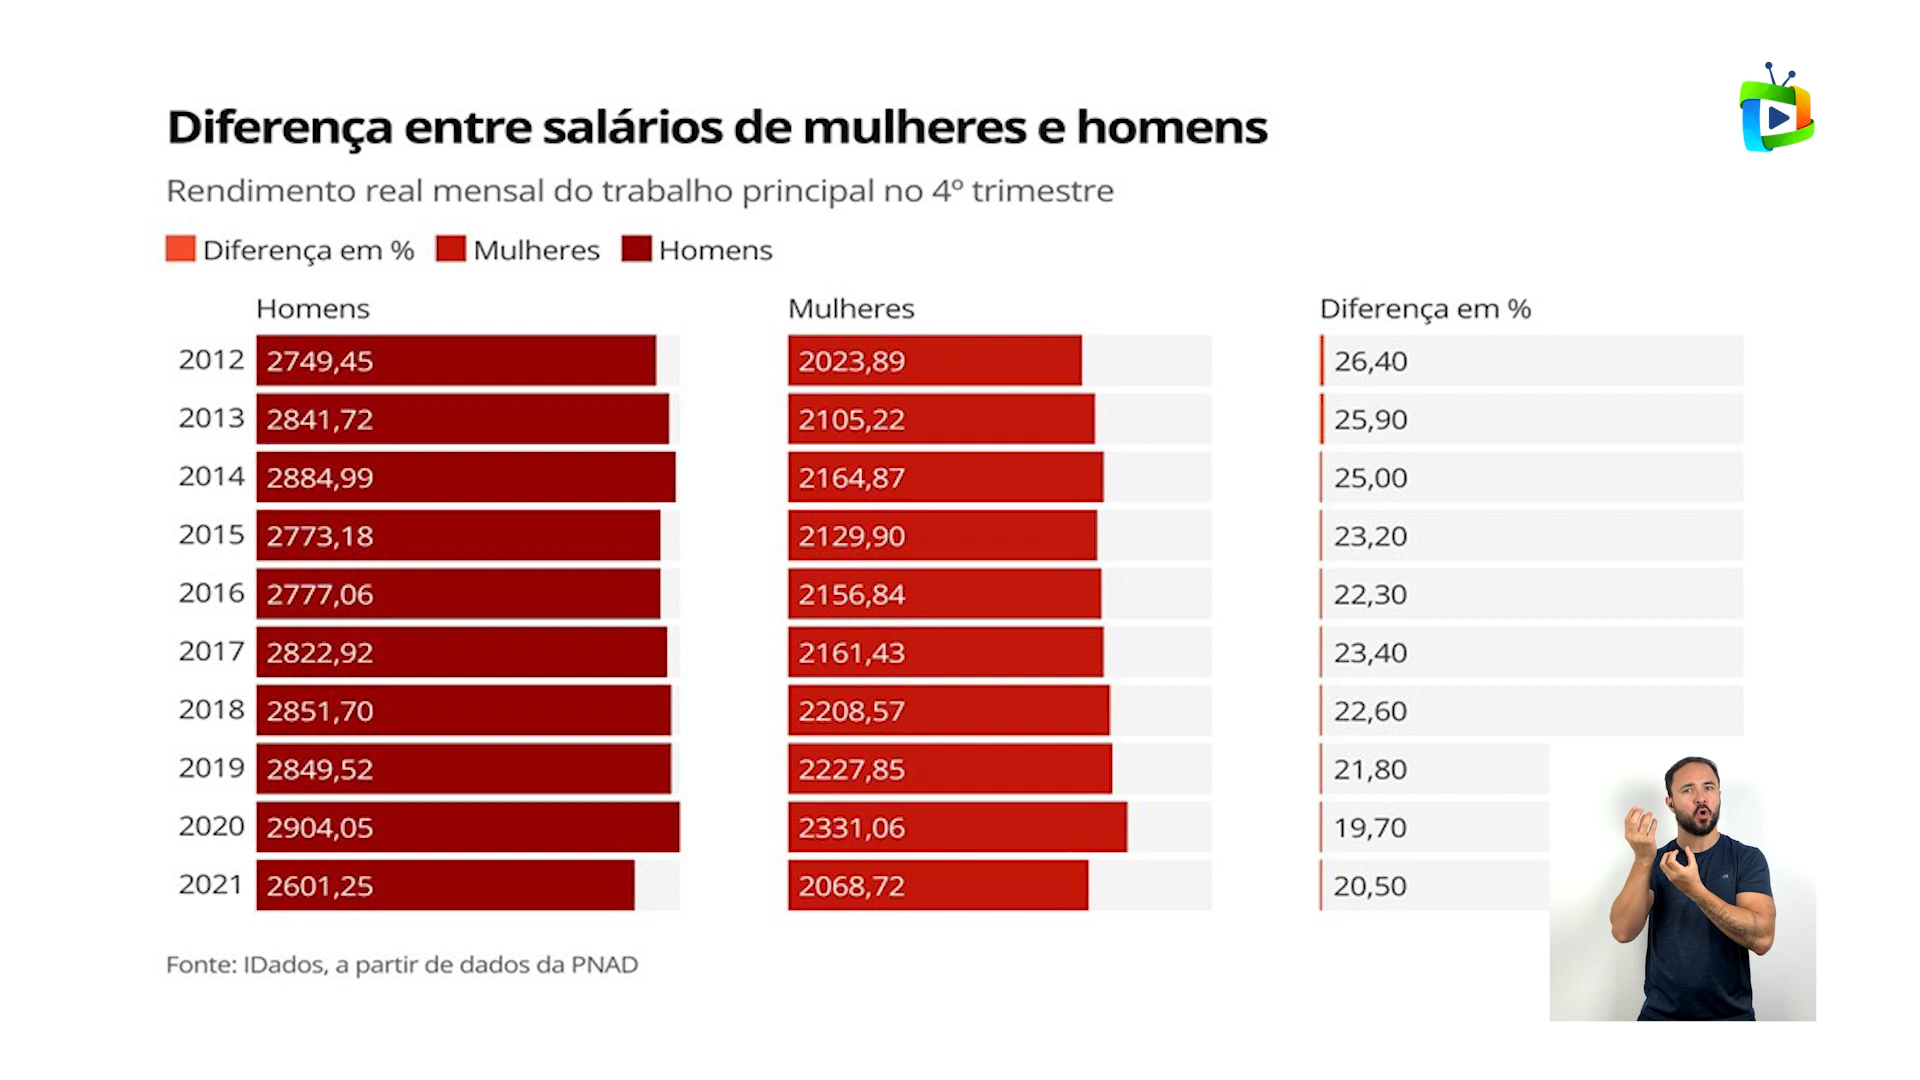 Diferença entre salários de mulheres e homens
Rendimento real mensal do trabalho principal no 4º trimestre
Diferença em % Mulheres Homens
Homens Mulheres Diferença em %
2012 2749,45 2023,89 26,40
2013 2841,72 2105,22 25,90
2014 2884,99 2164,87 25,00
2015 2773,18 2129,90 23,20
2016 2777,06 2156,84 22,30
2017 2822,92 2161,43 23,40
2018 2851,70 2208,57 22,60
2019 2849,52 2227,85 21,80
2020 2904,05 2331,06 19,70
2021 2601,25 2068,72 20,50
Fonte: IDados, a partir de dados da PNAD